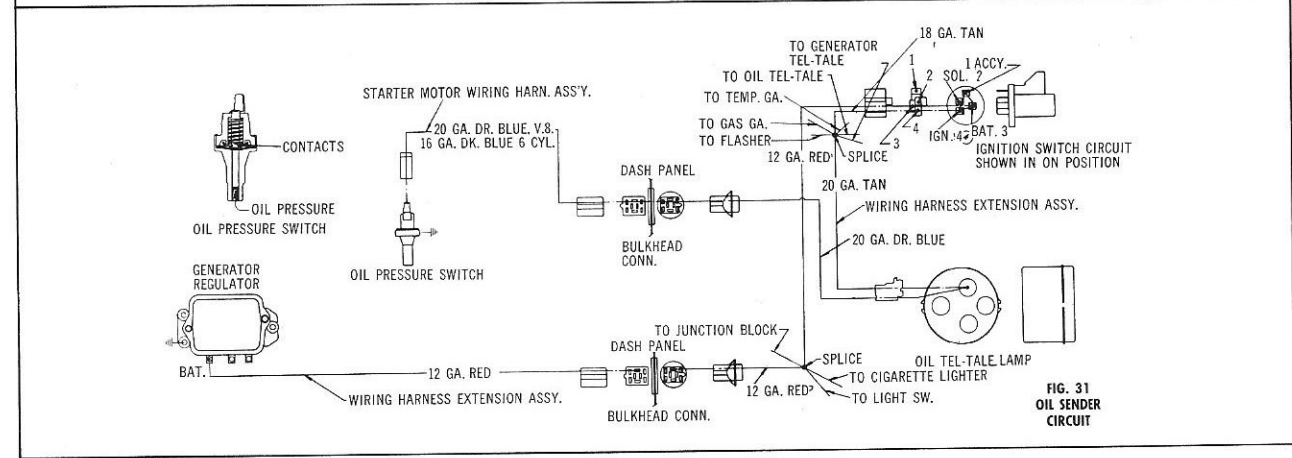 18 GA. TAN
TO GENERATOR
TEL-TALE
TO OIL TEL-TALE
TO TEMP. GA.
TO GAS GA.
TO FLASHER
12 GA. RED
SPLICE
7
1
2
3
4
SOL. 2
1 ACCY.
IGN. 4
BAT. 3
IGNITION SWITCH CIRCUIT
SHOWN IN ON POSITION
STARTER MOTOR WIRING HARN. ASS'Y.
20 GA. DR. BLUE, V.8.
16 GA. DK. BLUE 6 CYL.
CONTACTS
OIL PRESSURE
OIL PRESSURE SWITCH
OIL PRESSURE SWITCH
DASH PANEL
BULKHEAD
CONN.
20 GA. TAN
WIRING HARNESS EXTENSION ASSY.
20 GA. DR. BLUE
GENERATOR
REGULATOR
BAT.
12 GA. RED
WIRING HARNESS EXTENSION ASSY.
TO JUNCTION BLOCK
DASH PANEL
BULKHEAD CONN.
12 GA. RED
SPLICE
TO CIGARETTE LIGHTER
TO LIGHT SW.
OIL TEL-TALE LAMP
FIG. 31
OIL SENDER
CIRCUIT